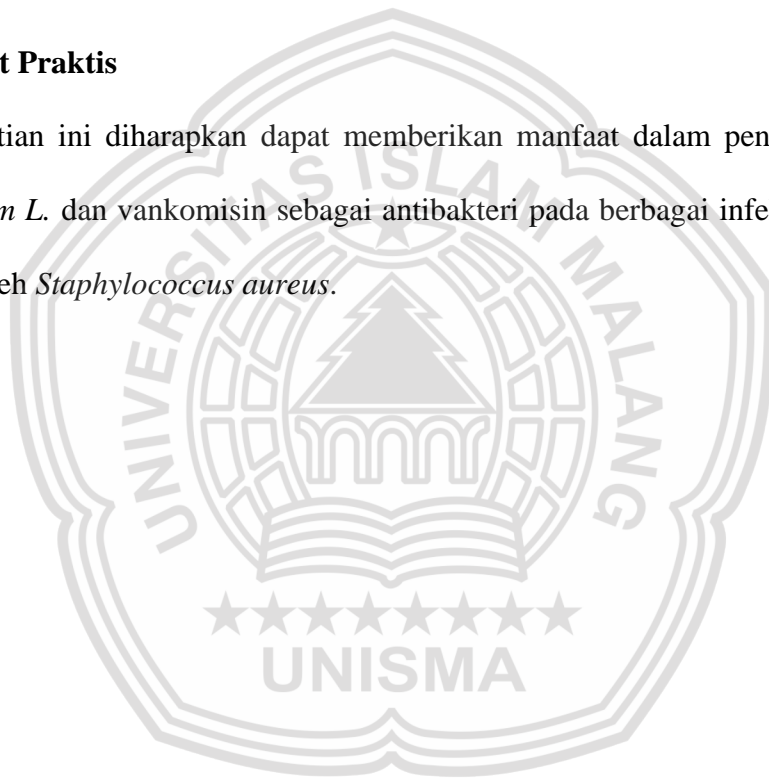 t Praktis
tian ini diharapkan dapat memberikan manfaat dalam pen
m L. dan vankomisin sebagai antibakteri pada berbagai infe
eh Staphylococcus aureus.
UNIVERSITAS ISLAM MALANG
UNISMA